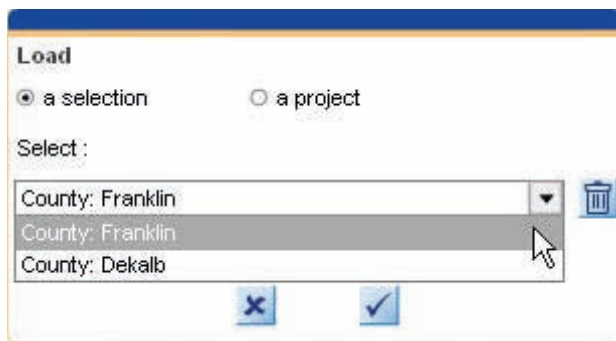 Load
a selection a project
Select :
County: Franklin
County: Franklin
County: Dekalb